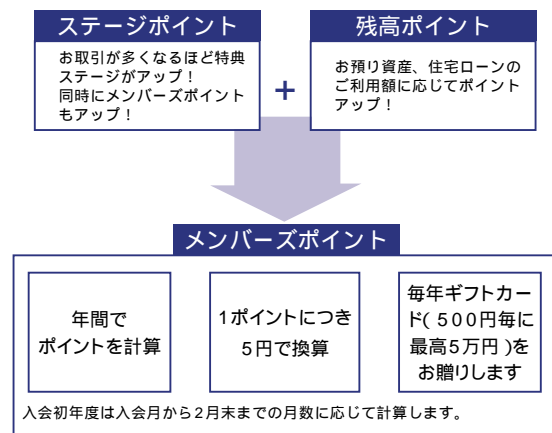 ステージポイント
お取引が多くなるほど特典
ステージがアップ!
同時にメンバーズポイント
もアップ!
+
残高ポイント
お預り資産、住宅ローンの
ご利用額に応じてポイント
アップ!
メンバーズポイント
年間で
ポイントを計算
1ポイントにつき
5円で換算
毎年ギフトカー
ド(500円毎に
最高5万円)を
お贈りします
入会初年度は入会月から2月末までの月数に応じて計算します。